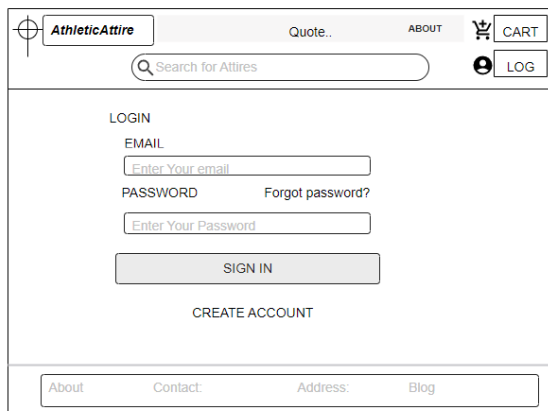 AthleticAttire Quote.. ABOUT CART
Search for Attires LOG
LOGIN
EMAIL
Enter Your email
PASSWORD Forgot password?
Enter Your Password
SIGN IN
CREATE ACCOUNT
About Contact: Address: Blog